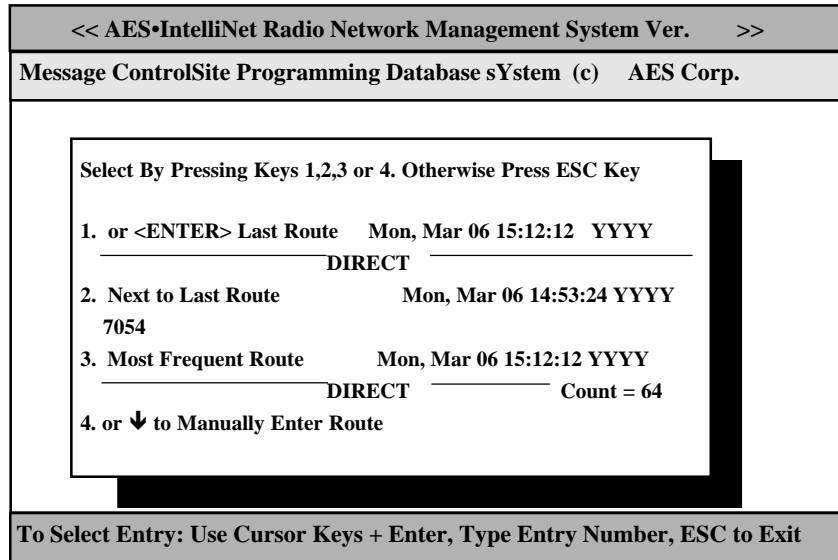 << AES•IntelliNet Radio Network Management System Ver. >>
Message ControlSite Programming Database sYstem (c) AES Corp.
Select By Pressing Keys 1,2,3 or 4. Otherwise Press ESC Key
1. or <ENTER> Last Route Mon, Mar 06 15:12:12 YYYY
DIRECT
2. Next to Last Route Mon, Mar 06 14:53:24 YYYY
7054
3. Most Frequent Route Mon, Mar 06 15:12:12 YYYY
DIRECT Count = 64
4. or 🡻 to Manually Enter Route
To Select Entry: Use Cursor Keys + Enter, Type Entry Number, ESC to Exit